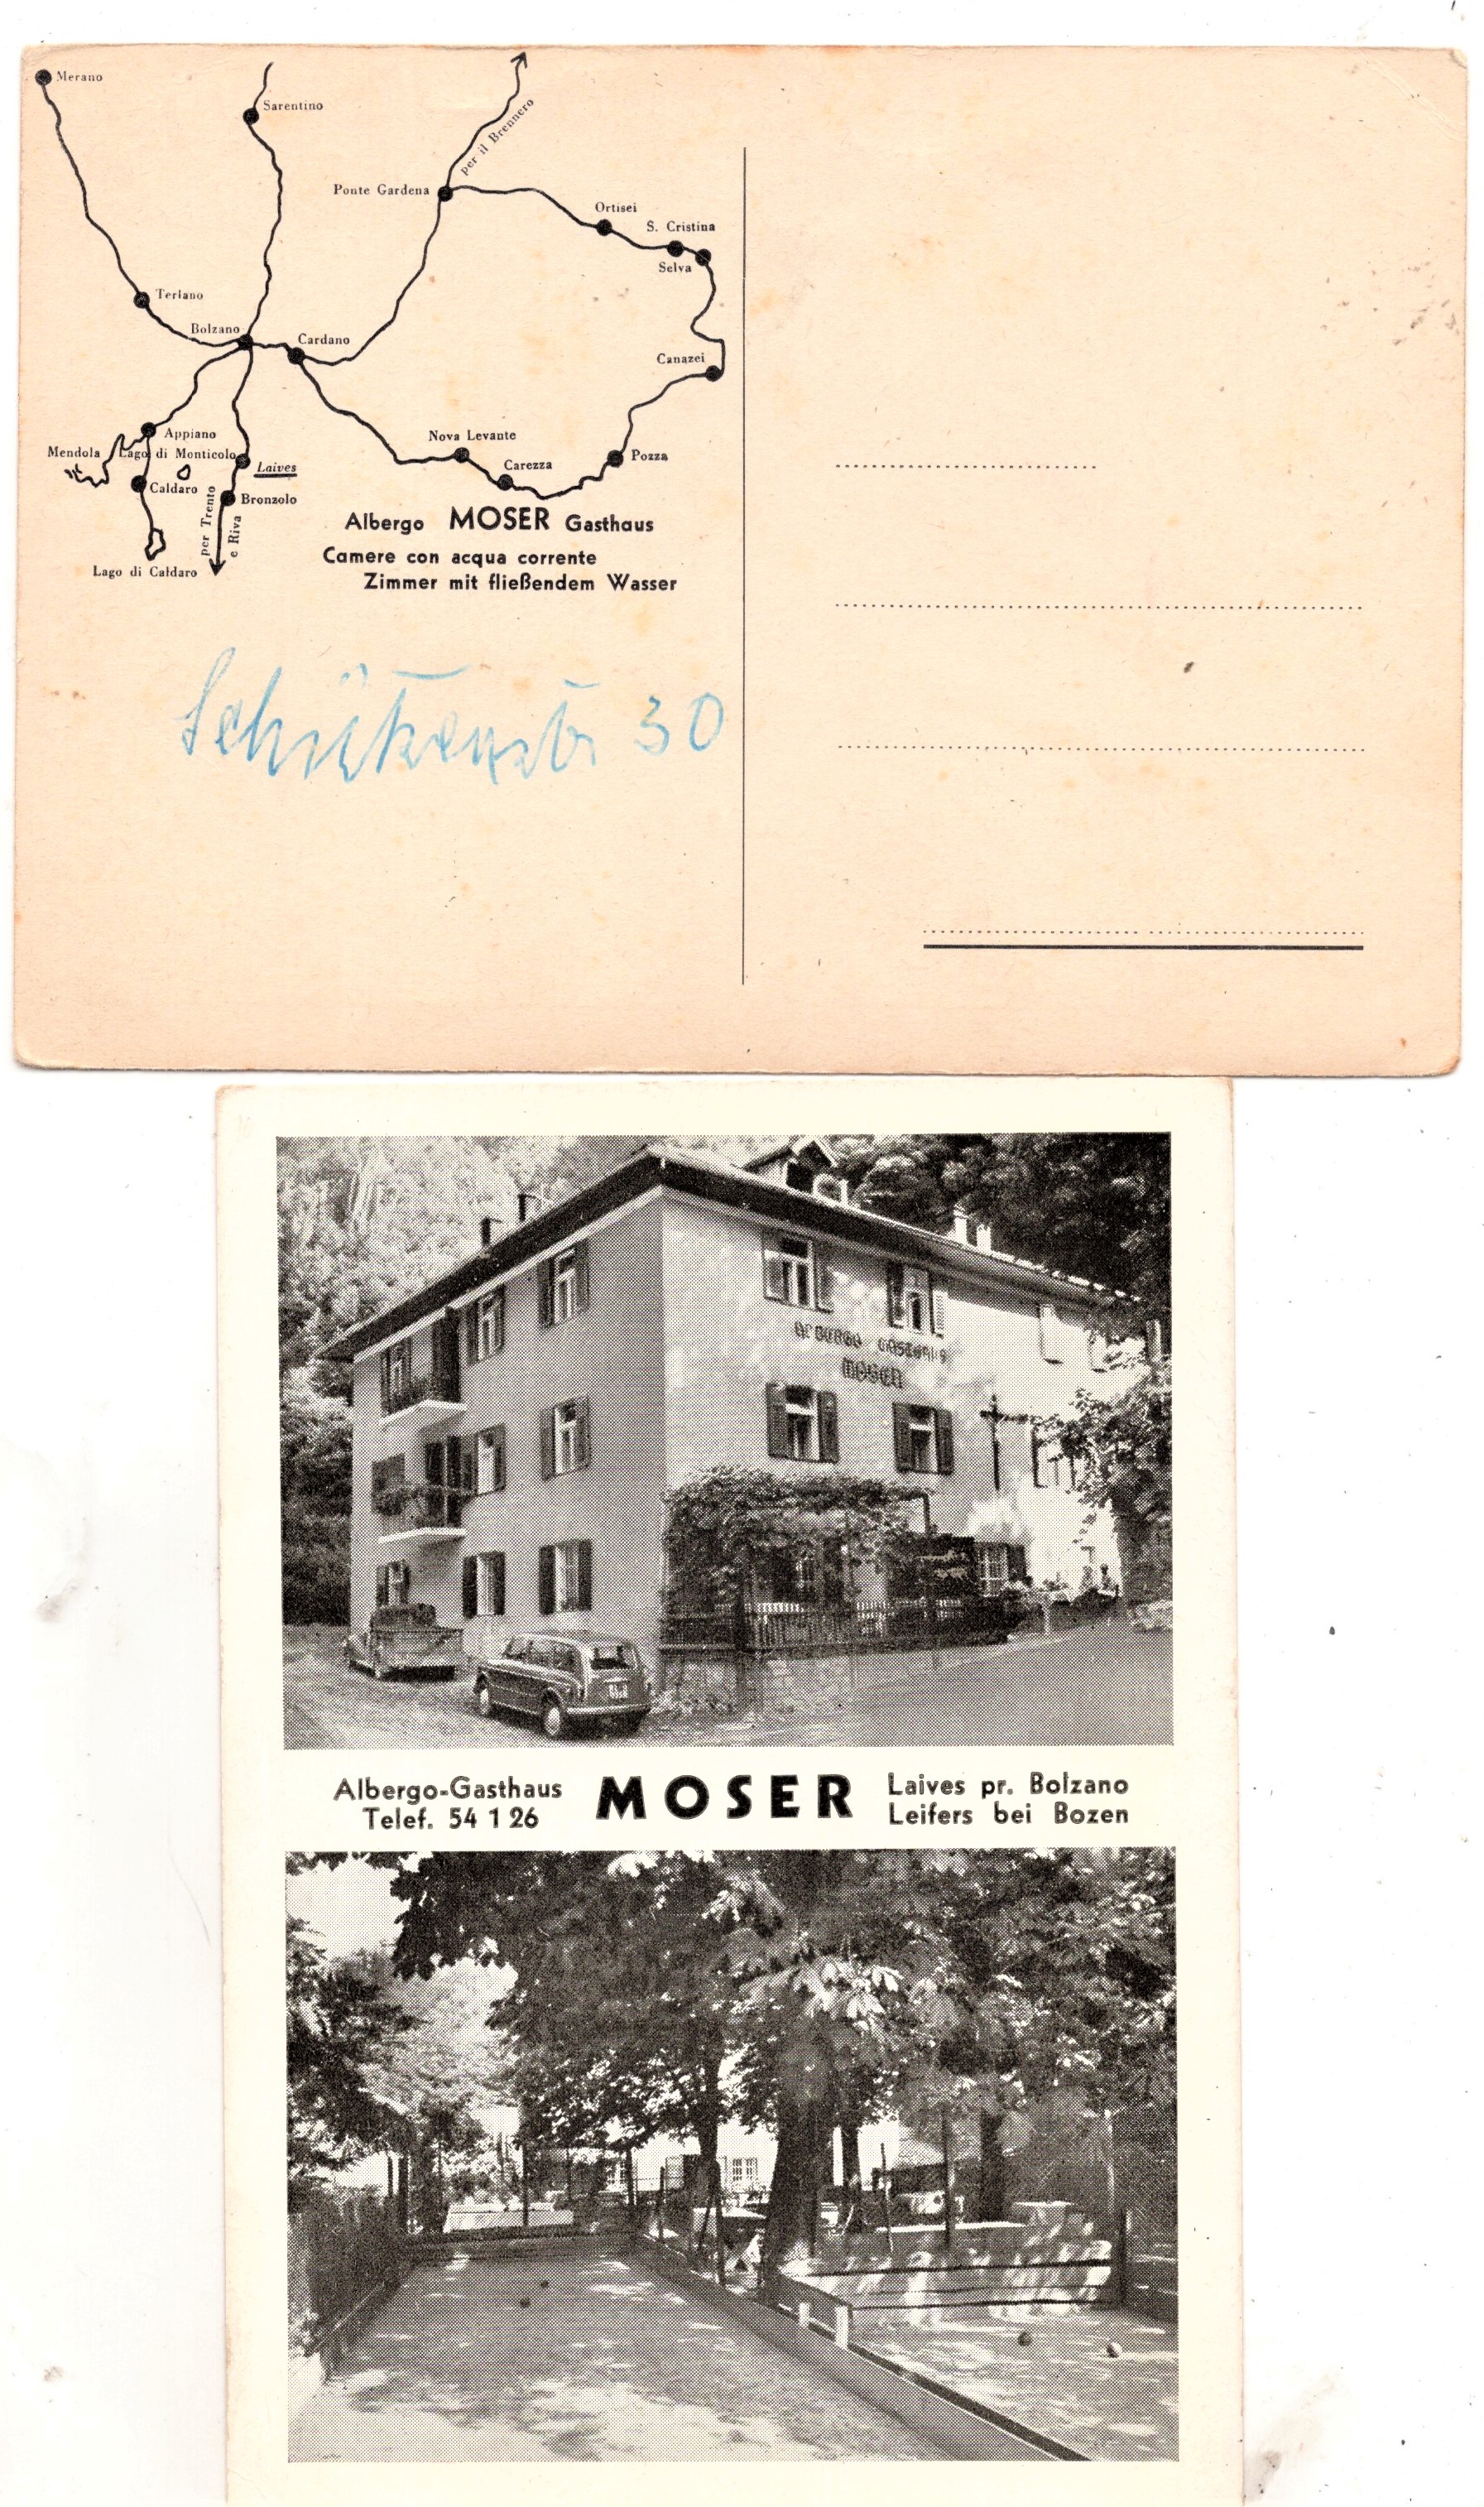 Merano
Sarentino
per il Brennero
Ponte Gardena
Ortisei
S. Cristina
Selva
Terlano
Bolzano
Cardano
Canazei
Appiano
Nova Levante
Mendola
Lago di Monticolo
Laives
Carezza
Pozza
Caldaro
Bronzolo
per Trento
e Riva
Lago di Caldaro
Albergo MOSER Gasthaus
Camere con acqua corrente
Zimmer mit fließendem Wasser
Schützenstr 30
ALBERGO GASTHAUS
MOSER
Albergo-Gasthaus MOSER Laives pr. Bolzano
Telef. 54 1 26 Leifers bei Bozen